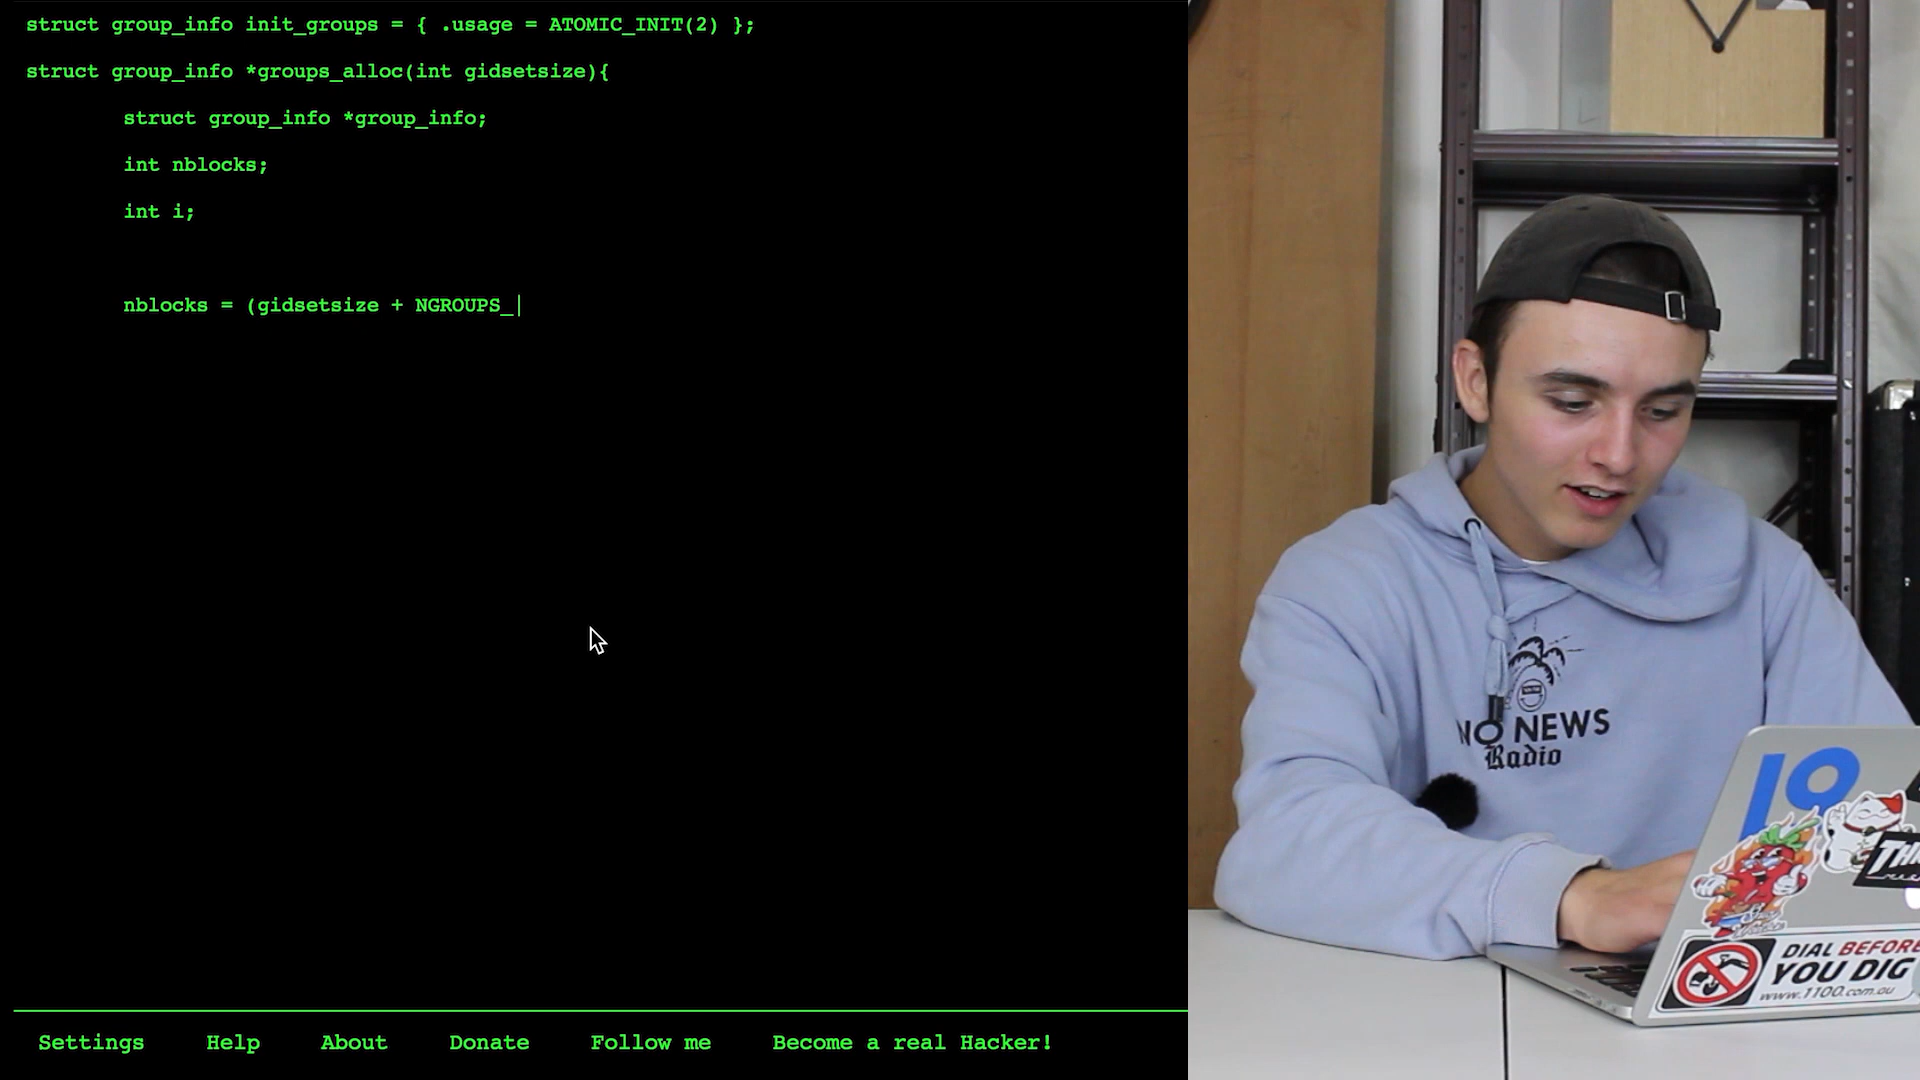 struct group_info init_groups = { .usage = ATOMIC_INIT(2) };
struct group_info *groups_alloc(int gidsetsize){
struct group_info *group_info;
int nblocks;
int i;
nblocks = (gidsetsize + NGROUPS_|
Settings Help About Donate Follow me Become a real Hacker!
NO NEWS
Radio
DIAL BEFORE
YOU DIG
www.1100.com.au